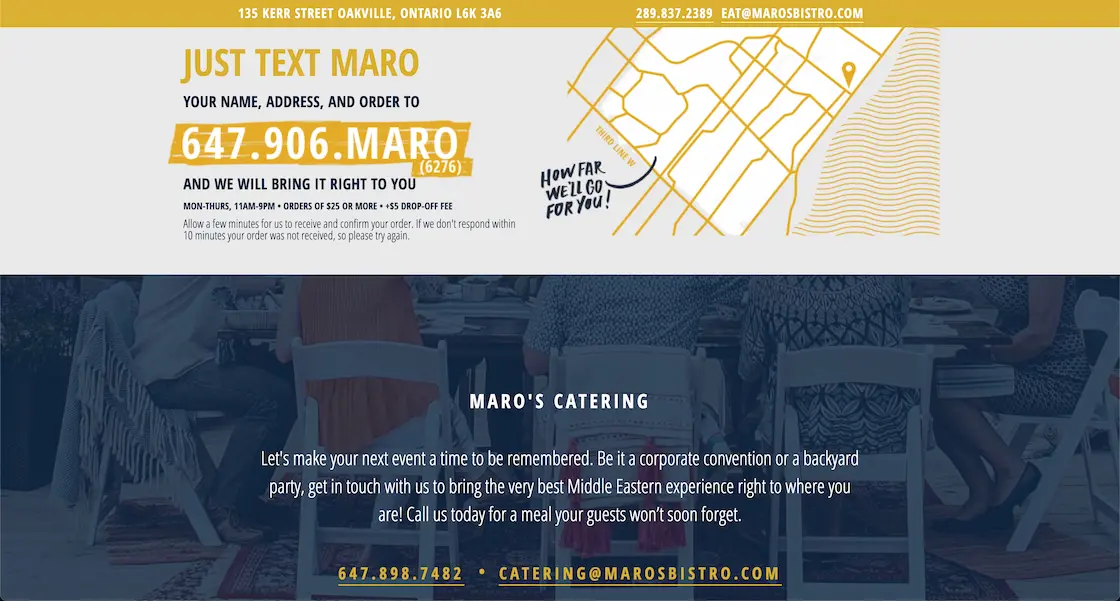 135 KERR STREET OAKVILLE, ONTARIO L6K 3A6
289.837.2389 EAT@MAROSBISTRO.COM
JUST TEXT MARO
YOUR NAME, ADDRESS, AND ORDER TO
647.906.MARO
(6276)
AND WE WILL BRING IT RIGHT TO YOU
MON-THURS, 11AM-9PM • ORDERS OF $25 OR MORE • +$5 DROP-OFF FEE
Allow a few minutes for us to receive and confirm your order. If we don't respond within
10 minutes your order was not received, so please try again.
THIRD LINE W
HOW FAR
WE'LL GO
FOR YOU!
MARO'S CATERING
Let's make your next event a time to be remembered. Be it a corporate convention or a backyard
party, get in touch with us to bring the very best Middle Eastern experience right to where you
are! Call us today for a meal your guests won’t soon forget.
647.898.7482 • CATERING@MAROSBISTRO.COM